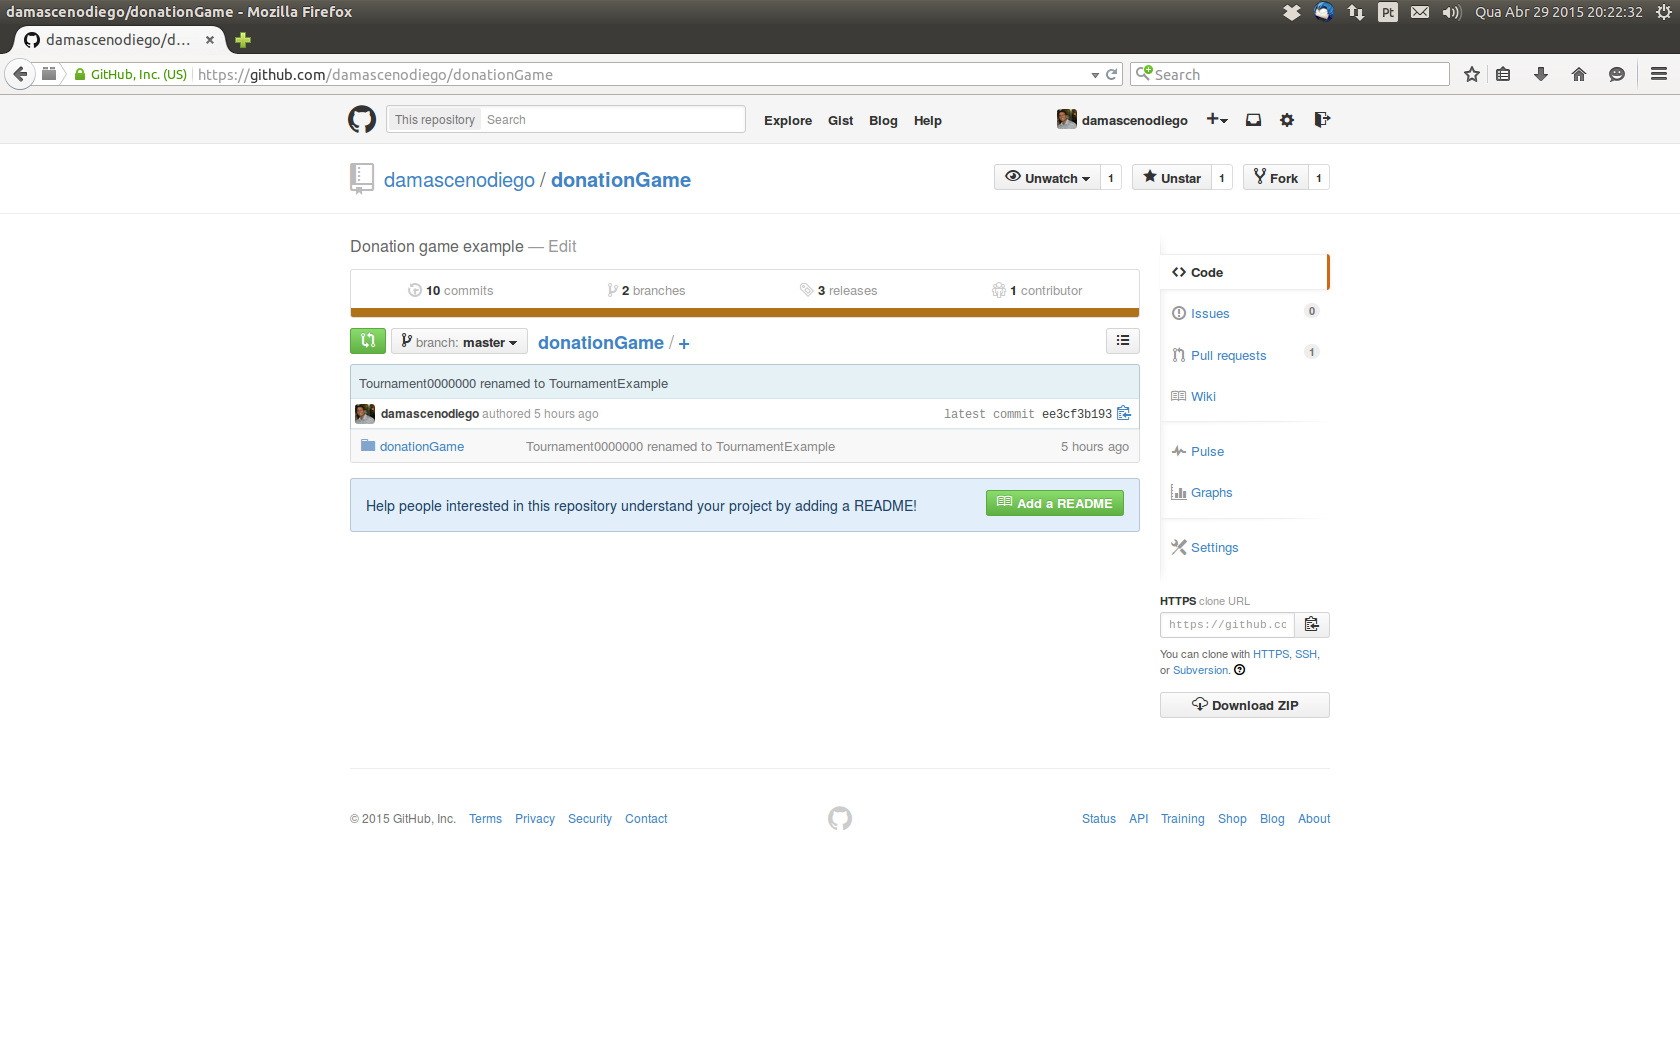 damascenodiego/donationGame - Mozilla Firefox
Pt
Qua Abr 29 2015 20:22:32
damascenodiego/d...
GitHub, Inc. (US)
https://github.com/damascenodiego/donationGame
Search
This repository
Search
Explore
Gist
Blog
Help
damascenodiego
damascenodiego / donationGame
Unwatch
1
Unstar
1
Fork
1
Donation game example — Edit
10 commits
2 branches
3 releases
1 contributor
branch: master
donationGame / +
Tournament0000000 renamed to TournamentExample
damascenodiego authored 5 hours ago
latest commit ee3cf3b193
donationGame
Tournament0000000 renamed to TournamentExample
5 hours ago
Help people interested in this repository understand your project by adding a README!
Add a README
Code
Issues
0
Pull requests
1
Wiki
Pulse
Graphs
Settings
HTTPS clone URL
https://github.cc
You can clone with HTTPS, SSH,
or Subversion.
Download ZIP
© 2015 GitHub, Inc.
Terms
Privacy
Security
Contact
Status
API
Training
Shop
Blog
About